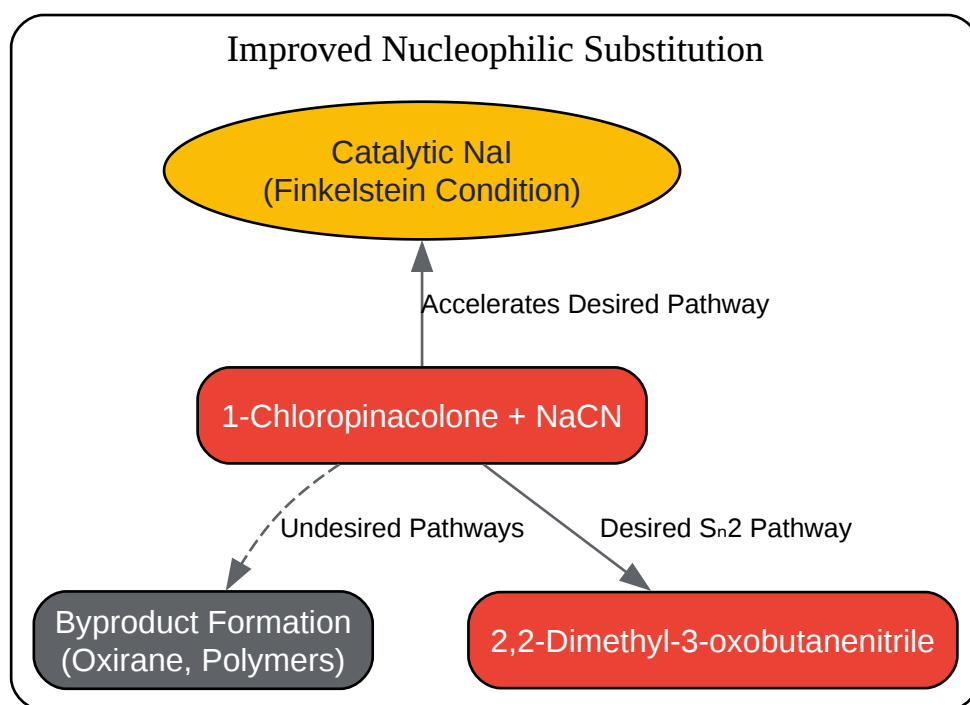 Improved Nucleophilic Substitution
Catalytic NaI
(Finkelstein Condition)
Accelerates Desired Pathway
1-Chloropinacolone + NaCN
Undesired Pathways
Desired Sₙ2 Pathway
Byproduct Formation
(Oxirane, Polymers)
2,2-Dimethyl-3-oxobutanenitrile